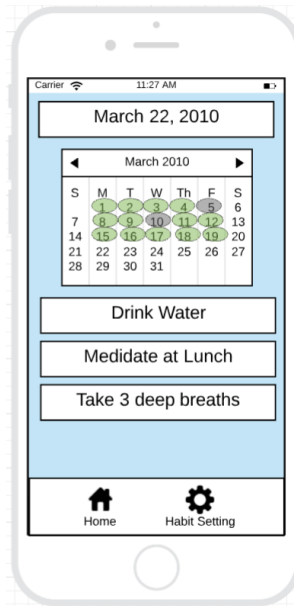 Carrier 11:27 AM
March 22, 2010
March 2010
S M T W Th F S
1 2 3 4 5 6
7 8 9 10 11 12 13
14 15 16 17 18 19 20
21 22 23 24 25 26 27
28 29 30 31
Drink Water
Medidate at Lunch
Take 3 deep breaths
Home Habit Setting